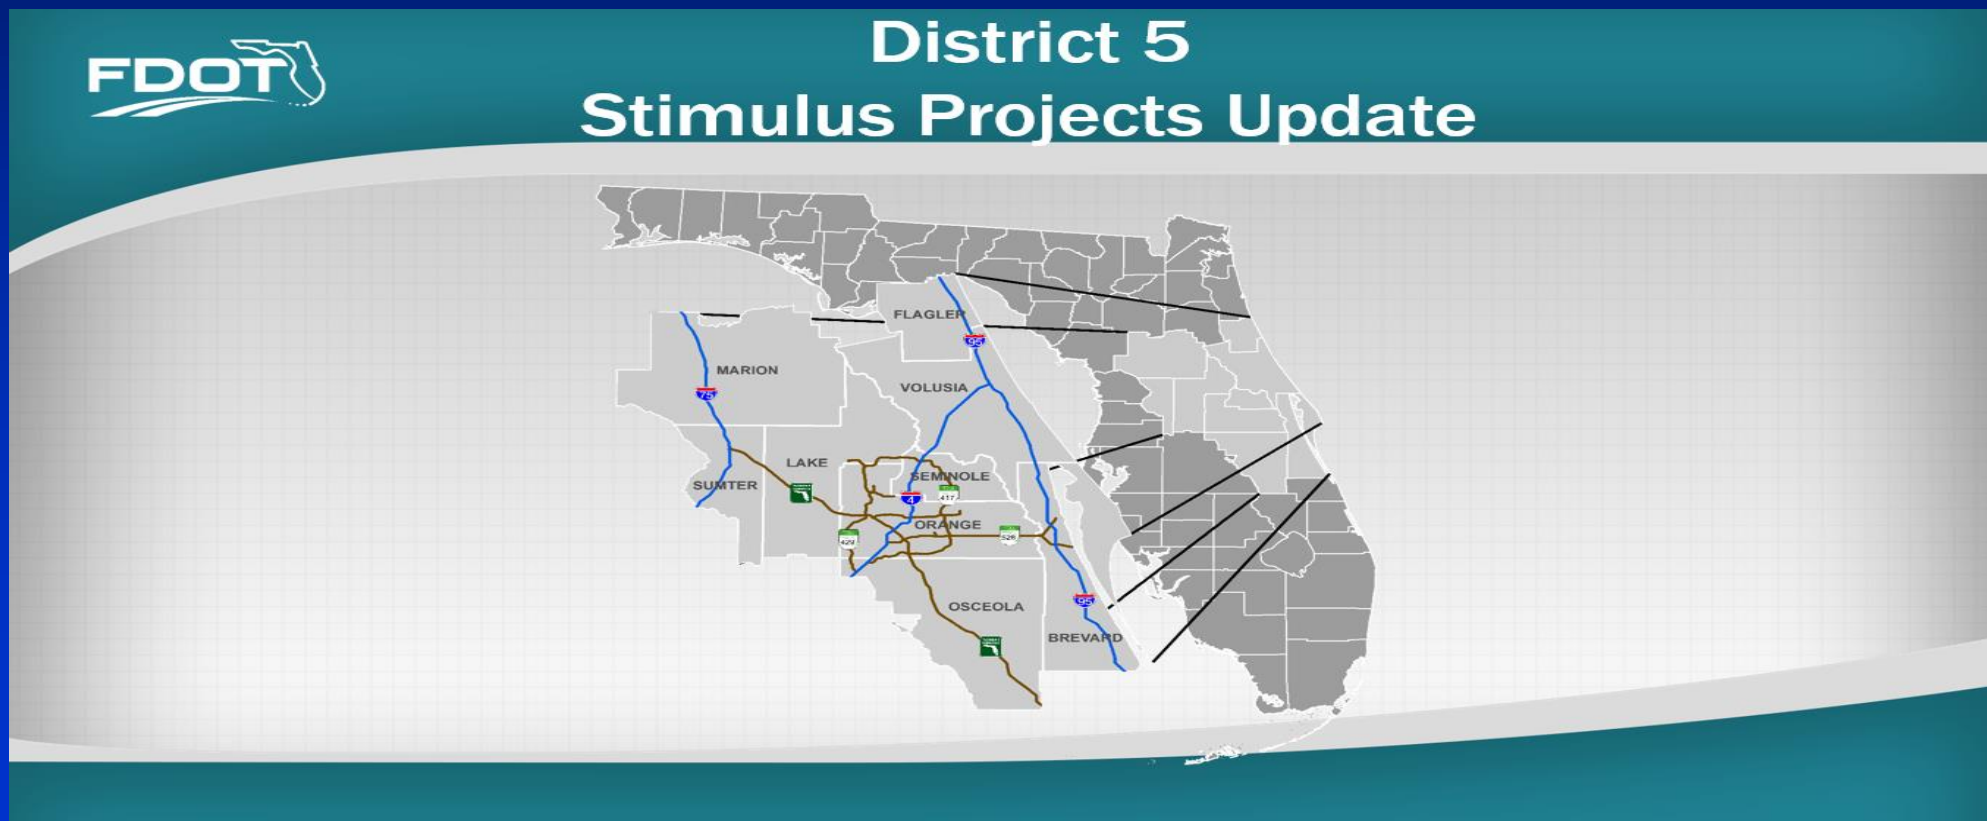 FDOT
District 5
Stimulus Projects Update
FLAGLER
95
MARION
75
VOLUSIA
LAKE
SEMINOLE
SUMTER
4
417
ORANGE
429
528
OSCEOLA
95
BREVARD